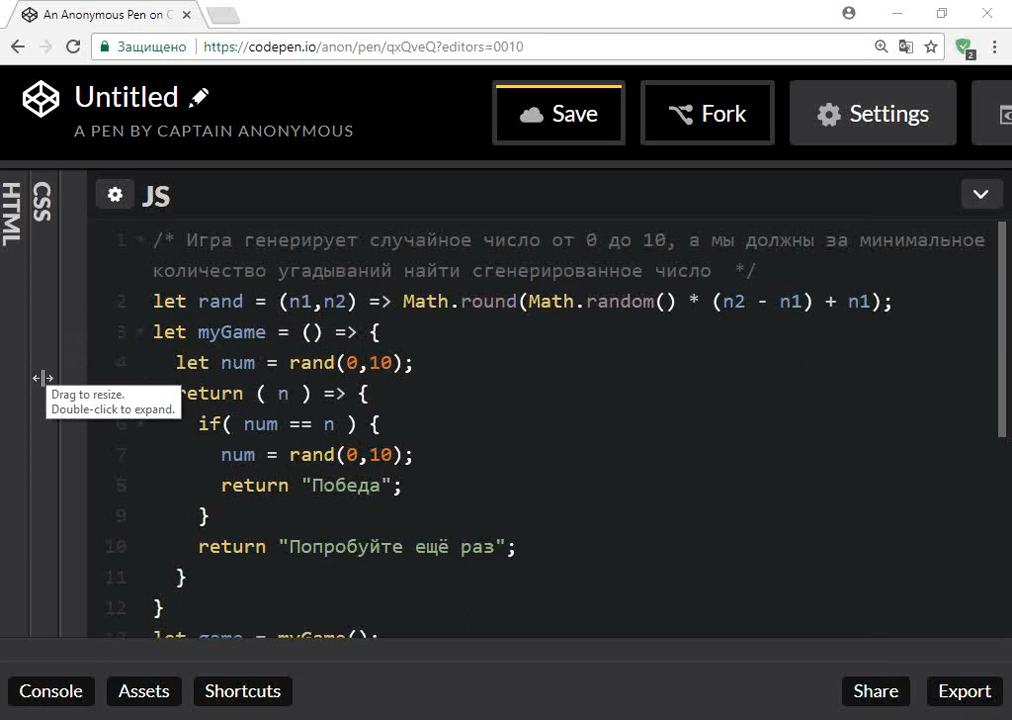 An Anonymous Pen on C
Защищено https://codepen.io/anon/pen/qxQveQ?editors=0010
2
Untitled
A PEN BY CAPTAIN ANONYMOUS
Save
Fork
Settings
HTML
CSS
JS
1 /* Игра генерирует случайное число от 0 до 10, а мы должны за минимальное
количество угадываний найти сгенерированное число */
2 let rand = (n1,n2) => Math.round(Math.random() * (n2 - n1) + n1);
3 let myGame = () => {
4 let num = rand(0,10);
return ( n ) => {
6 if( num == n ) {
7 num = rand(0,10);
8 return "Победа";
9 }
10 return "Попробуйте ещё раз";
11 }
12 }
13 let game = myGame();
Drag to resize.
Double-click to expand.
Console
Assets
Shortcuts
Share
Export